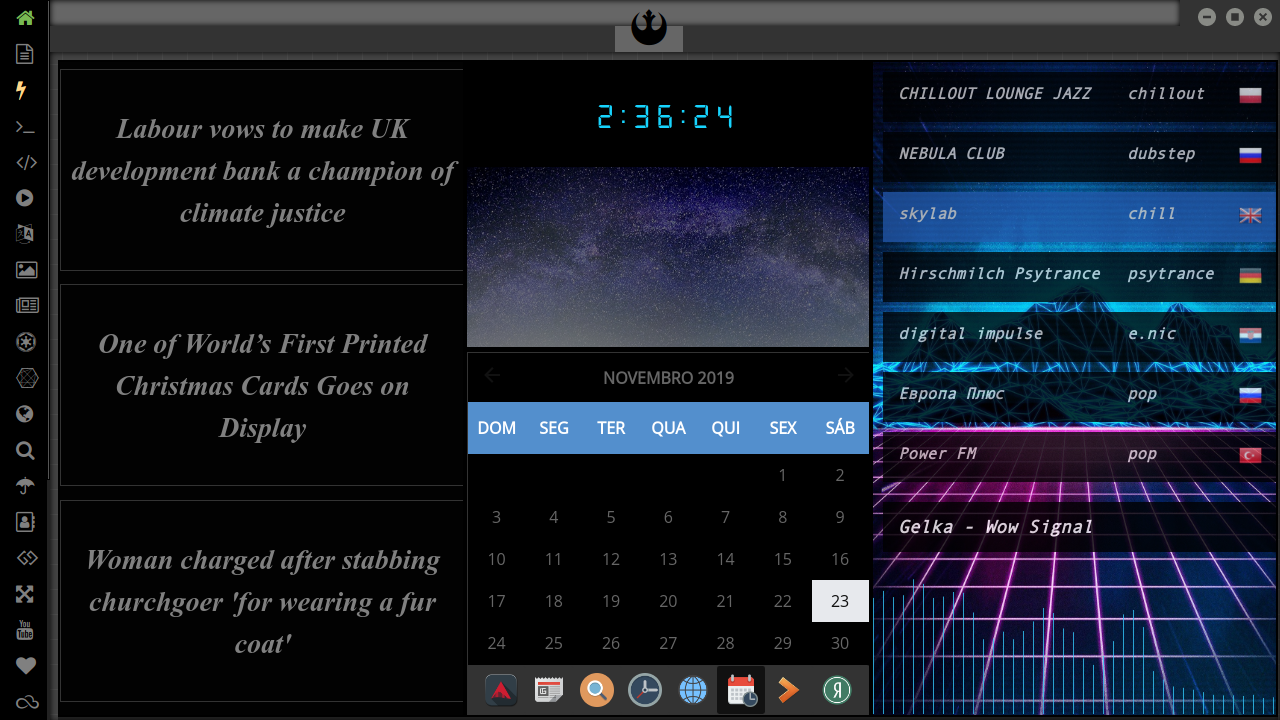 Labour vows to make UK
development bank a champion of
climate justice
One of World’s First Printed
Christmas Cards Goes on
Display
Woman charged after stabbing
churchgoer 'for wearing a fur
coat'
2:36:24
NOVEMBRO 2019
DOM SEG TER QUA QUI SEX SÁB
1 2
3 4 5 6 7 8 9
10 11 12 13 14 15 16
17 18 19 20 21 22 23
24 25 26 27 28 29 30
CHILLOUT LOUNGE JAZZ chillout
NEBULA CLUB dubstep
skylab chill
Hirschmilch Psytrance psytrance
digital impulse e.nic
Европа Плюс pop
Power FM pop
Gelka - Wow Signal
You
Tube
Я